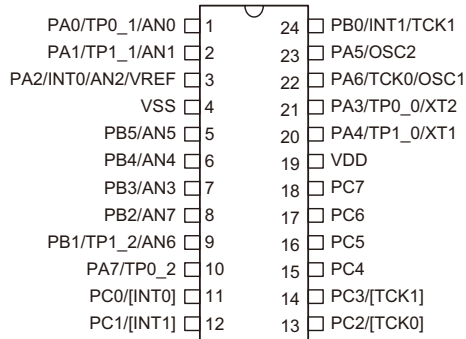 PA0/TP0_1/AN0 1 24 PB0/INT1/TCK1
PA1/TP1_1/AN1 2 23 PA5/OSC2
PA2/INT0/AN2/VREF 3 22 PA6/TCK0/OSC1
VSS 4 21 PA3/TP0_0/XT2
PB5/AN5 5 20 PA4/TP1_0/XT1
PB4/AN4 6 19 VDD
PB3/AN3 7 18 PC7
PB2/AN7 8 17 PC6
PB1/TP1_2/AN6 9 16 PC5
PA7/TP0_2 10 15 PC4
PC0/[INT0] 11 14 PC3/[TCK1]
PC1/[INT1] 12 13 PC2/[TCK0]